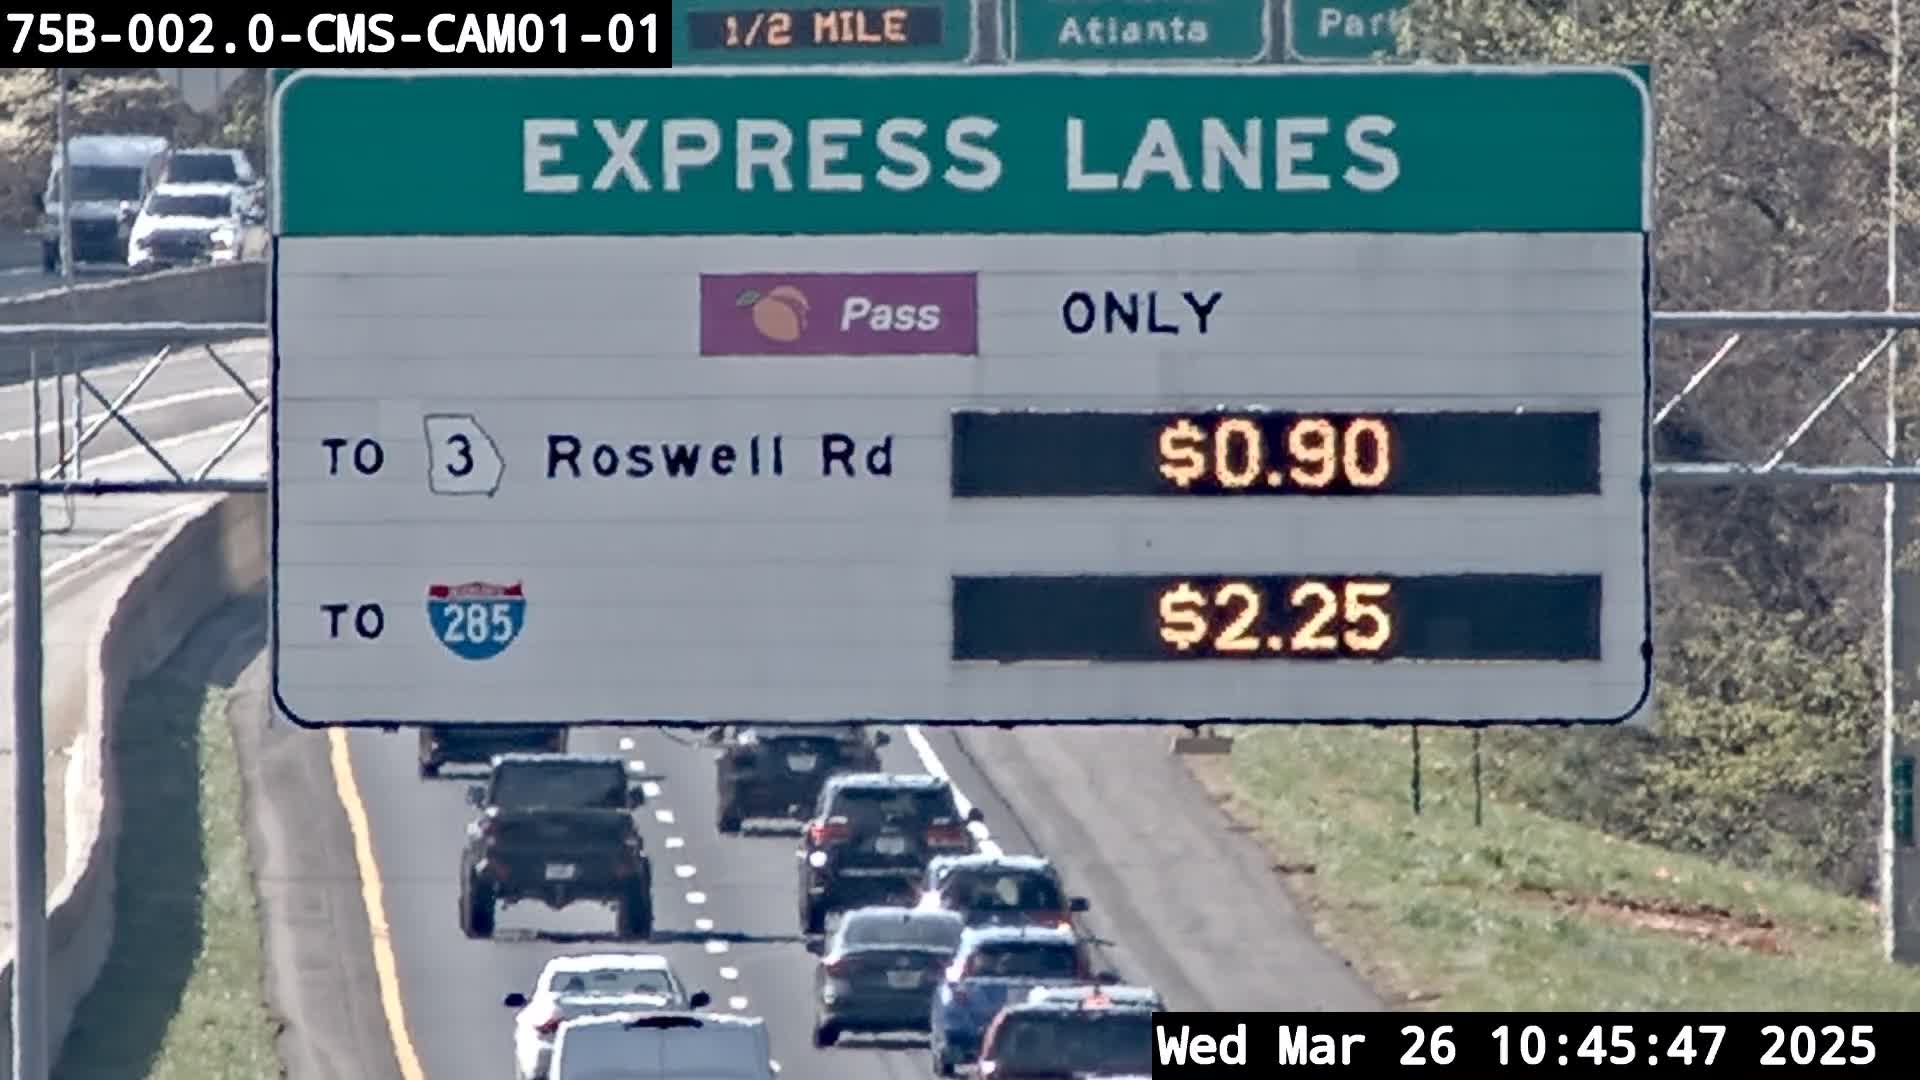 75B-002.0-CMS-CAM01-01
1/2 MILE
Atlanta
EXPRESS LANES
Pass ONLY
TO 3 Roswell Rd $0.90
TO 285 $2.25
Wed Mar 26 10:45:47 2025